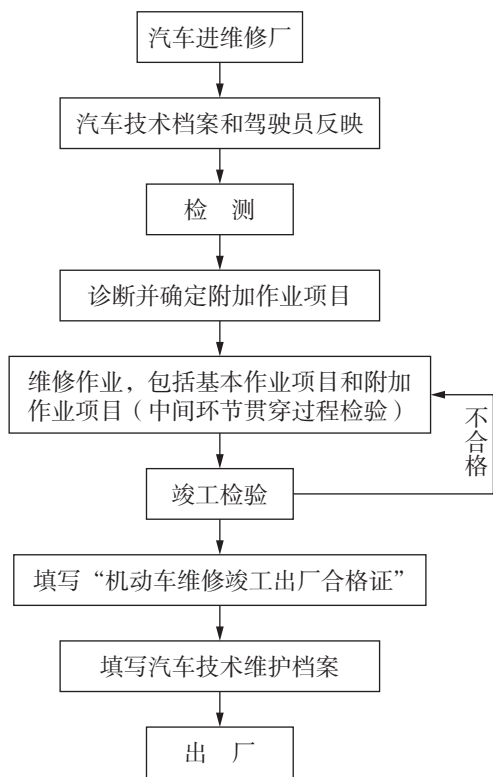 汽车进维修厂
汽车技术档案和驾驶员反映
检 测
诊断并确定附加作业项目
维修作业，包括基本作业项目和附加
作业项目（中间环节贯穿过程检验）
不合格
竣工检验
填写“机动车维修竣工出厂合格证”
填写汽车技术维护档案
出 厂